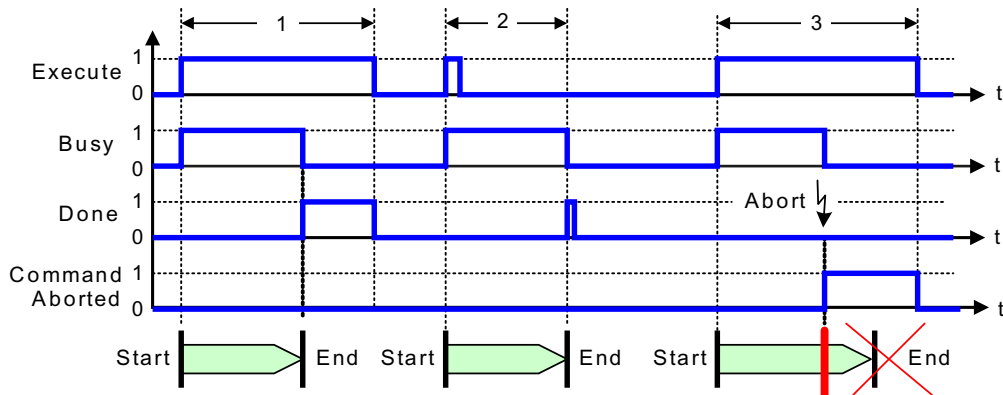 1
2
3
Execute
1
0
t
Busy
1
0
t
Done
1
0
Abort
t
Command
Aborted
1
0
t
Start
End
Start
End
Start
End